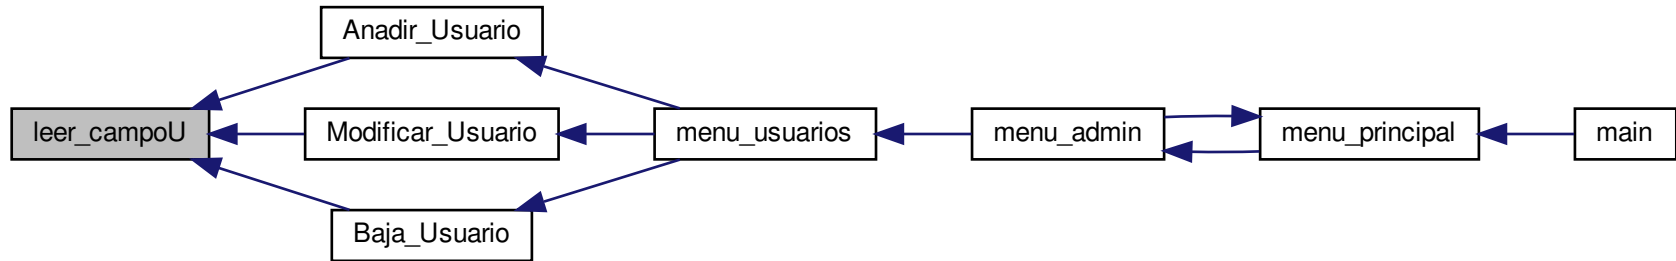 Anadir_Usuario
leer_campoU
Modificar_Usuario
menu_usuarios
menu_admin
menu_principal
main
Baja_Usuario